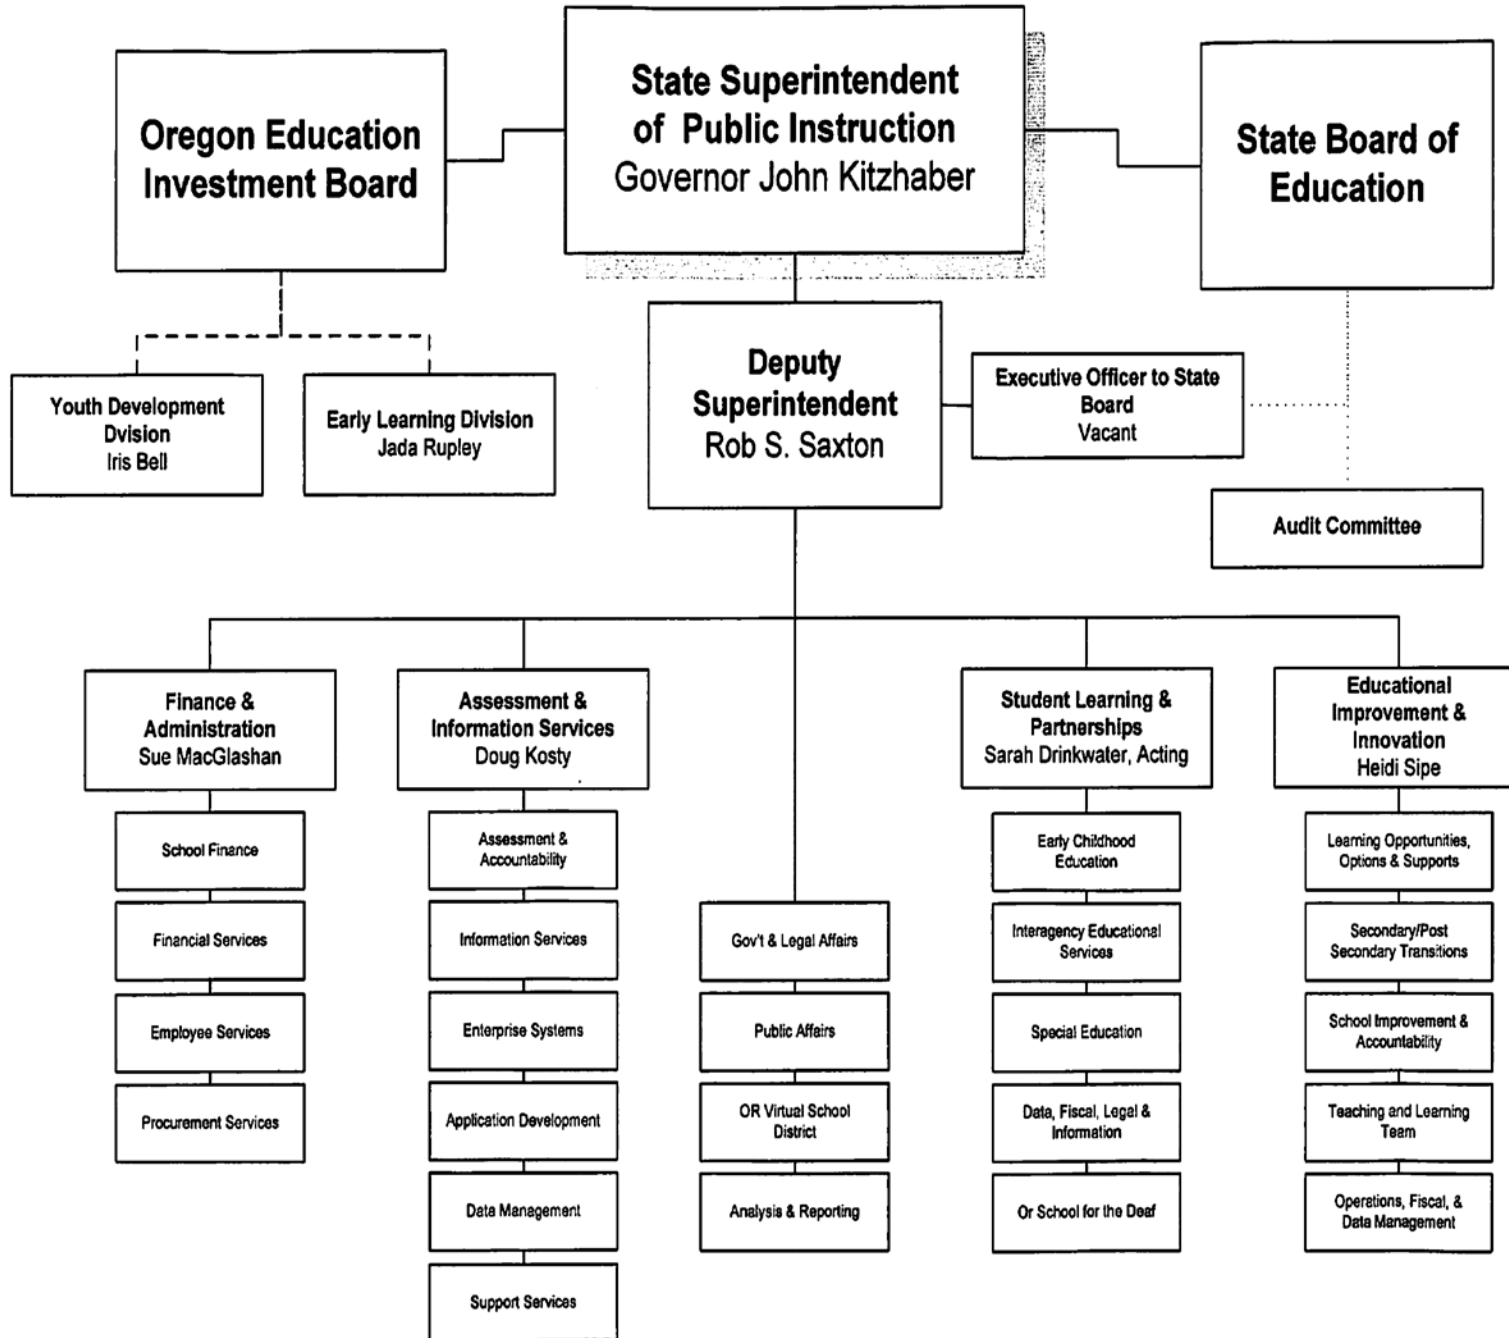 State Superintendent
of Public Instruction
Governor John Kitzhaber
Oregon Education
Investment Board
State Board of
Education
Deputy
Superintendent
Rob S. Saxton
Executive Officer to State
Board
Vacant
Youth Development
Dvision
Iris Bell
Early Learning Division
Jada Rupley
Audit Committee
Finance &
Administration
Sue MacGlashan
School Finance
Financial Services
Employee Services
Procurement Services
Assessment &
Information Services
Doug Kosty
Assessment &
Accountability
Information Services
Enterprise Systems
Application Development
Data Management
Support Services
Gov't & Legal Affairs
Public Affairs
OR Virtual School
District
Analysis & Reporting
Student Learning &
Partnerships
Sarah Drinkwater, Acting
Early Childhood
Education
Interagency Educational
Services
Special Education
Data, Fiscal, Legal &
Information
Or School for the Deaf
Educational
Improvement &
Innovation
Heidi Sipe
Learning Opportunities,
Options & Supports
Secondary/Post
Secondary Transitions
School Improvement &
Accountability
Teaching and Learning
Team
Operations, Fiscal, &
Data Management